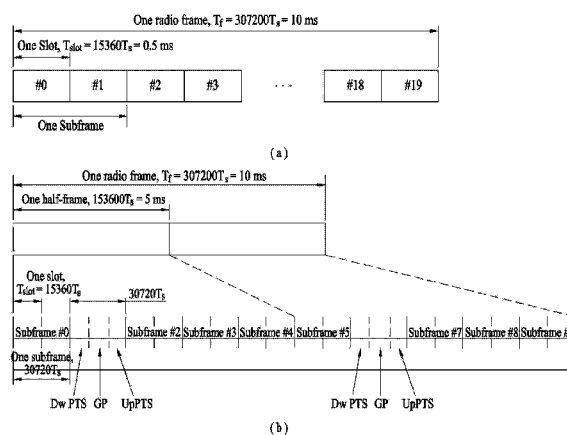 One radio frame, Tf = 307200Ts = 10 ms
One Slot, Tslot = 15360Ts = 0.5 ms
#0 #1 #2 #3 ... #18 #19
One Subframe
(a)
One radio frame, Tf = 307200Ts = 10 ms
One half-frame, 153600Ts = 5 ms
One slot,
Tslot = 15360Ts
30720Ts
Subframe #0 Subframe #2 Subframe #3 Subframe #4 Subframe #5 Subframe #7 Subframe #8 Subframe #
One subframe,
30720Ts
Dw PTS GP UpPTS Dw PTS GP UpPTS
(b)